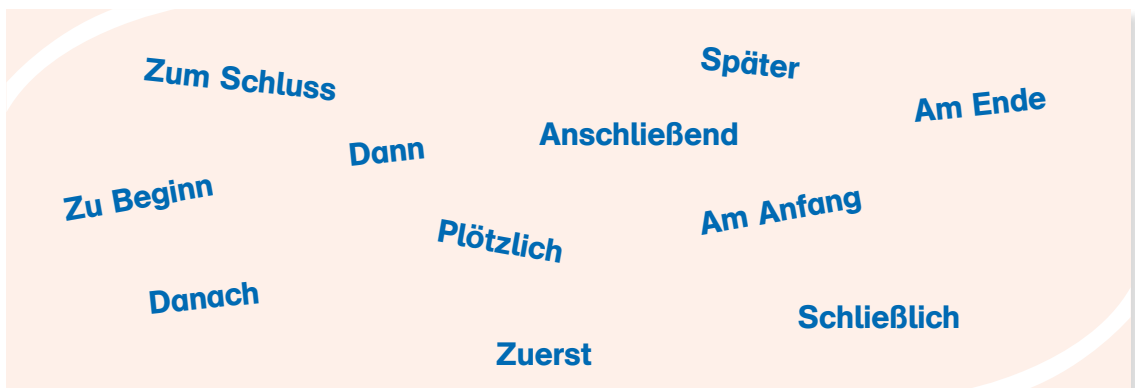 Zum Schluss
Später
Am Ende
Anschließend
Dann
Zu Beginn
Am Anfang
Plötzlich
Danach
Schließlich
Zuerst